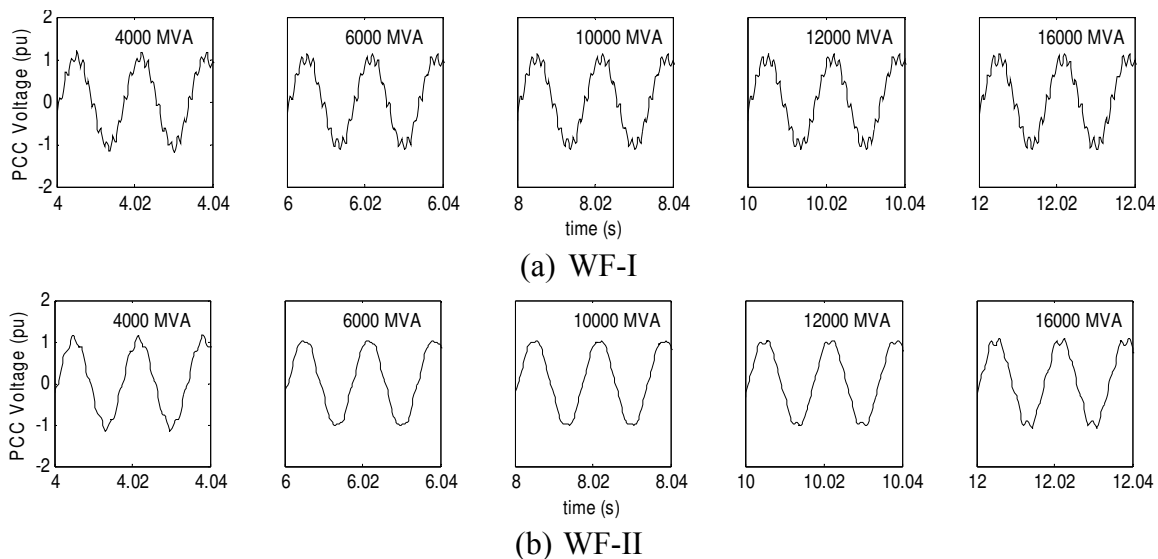 PCC Voltage (pu)
2
1
0
-1
-2
4000 MVA
4 4.02 4.04
6000 MVA
6 6.02 6.04
10000 MVA
8 8.02 8.04
12000 MVA
10 10.02 10.04
16000 MVA
12 12.02 12.04
time (s)
(a) WF-I
PCC Voltage (pu)
2
1
0
-1
-2
4000 MVA
4 4.02 4.04
6000 MVA
6 6.02 6.04
10000 MVA
8 8.02 8.04
12000 MVA
10 10.02 10.04
16000 MVA
12 12.02 12.04
time (s)
(b) WF-II